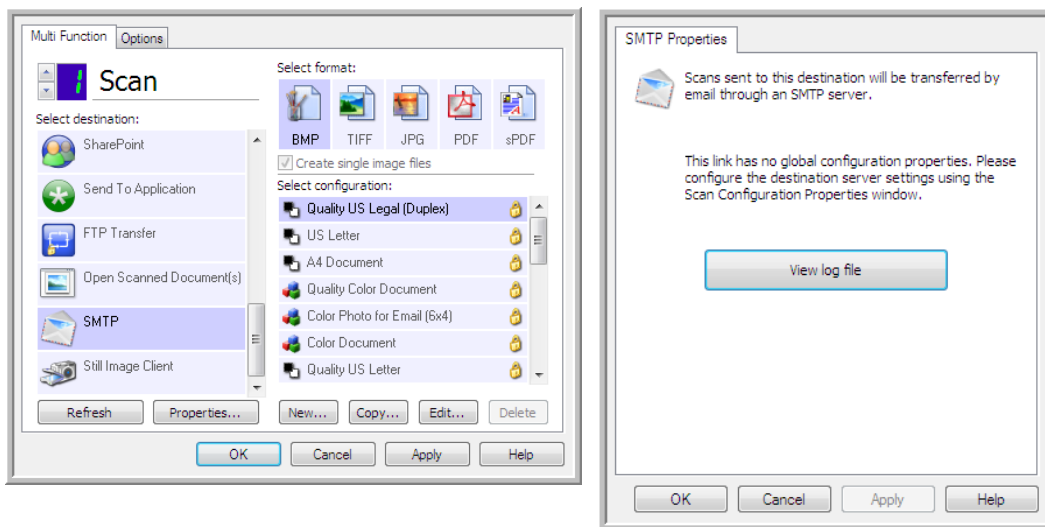 Multi Function
Options
1
Scan
Select destination:
SharePoint
Send To Application
FTP Transfer
Open Scanned Document(s)
SMTP
Still Image Client
Refresh
Properties...
Select format:
BMP
TIFF
JPG
PDF
sPDF
Create single image files
Select configuration:
Quality US Legal (Duplex)
US Letter
A4 Document
Quality Color Document
Color Photo for Email (6x4)
Color Document
Quality US Letter
New...
Copy...
Edit...
Delete
OK
Cancel
Apply
Help
SMTP Properties
Scans sent to this destination will be transferred by
email through an SMTP server.
This link has no global configuration properties. Please
configure the destination server settings using the
Scan Configuration Properties window.
View log file
OK
Cancel
Apply
Help